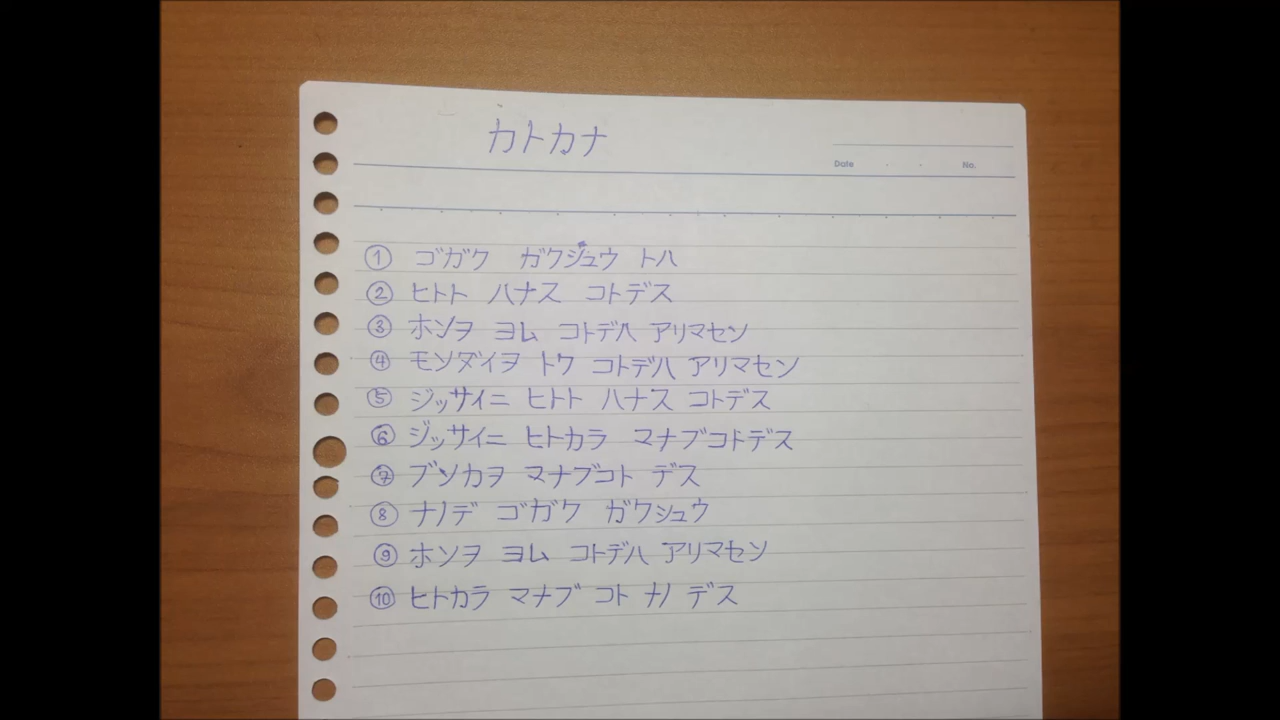 カトカナ
Date . . No.
① ゴガク ガクジュウ トハ
② ヒトト ハナス コトデス
③ ホンヲ ヨム コトデハ アリマセン
④ モンダイヲ トク コトデハ アリマセン
⑤ ジッサイニ ヒトト ハナス コトデス
⑥ ジッサイニ ヒトカラ マナブコトデス
⑦ ブンカヲ マナブコト デス
⑧ ナノデ ゴガク ガクシュウ
⑨ ホンヲ ヨム コトデハ アリマセン
⑩ ヒトカラ マナブ コト ナノ デス